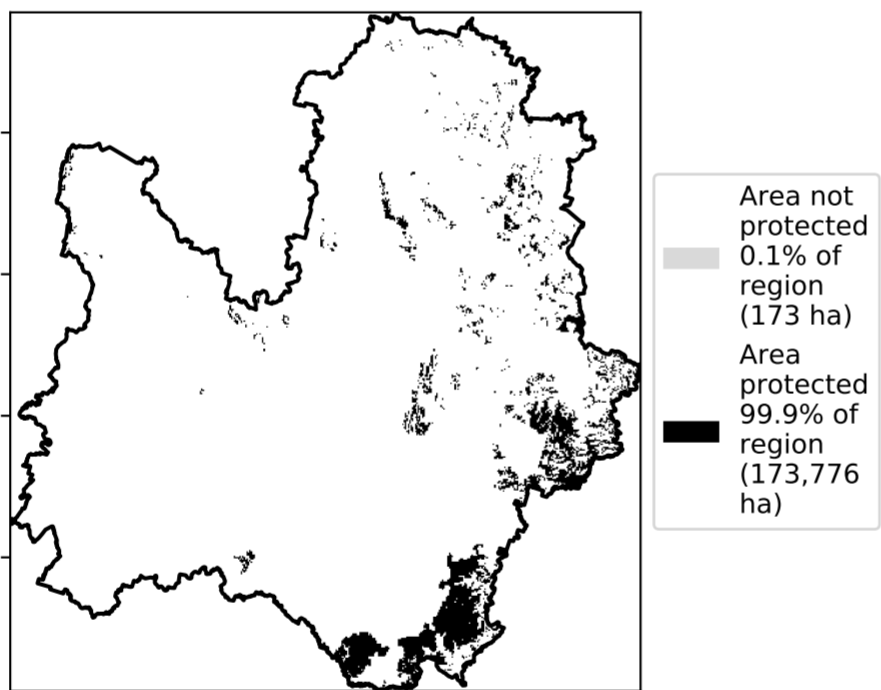 Area not
protected
0.1% of
region
(173 ha)
Area
protected
99.9% of
region
(173,776
ha)